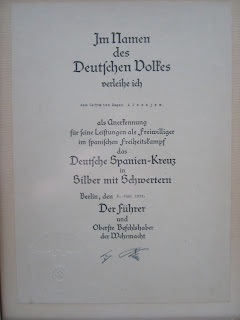 Im Namen
des
Deutschen Volkes
verleihe ich
als Anerkennung
für seine Leistungen als Freiwilliger
im spanischen Freiheitskampf
das
Deutsche Spanien-Kreuz
in
Silber mit Schwertern
Berlin, den
Der Führer
und
Oberste Befehlshaber
der Wehrmacht